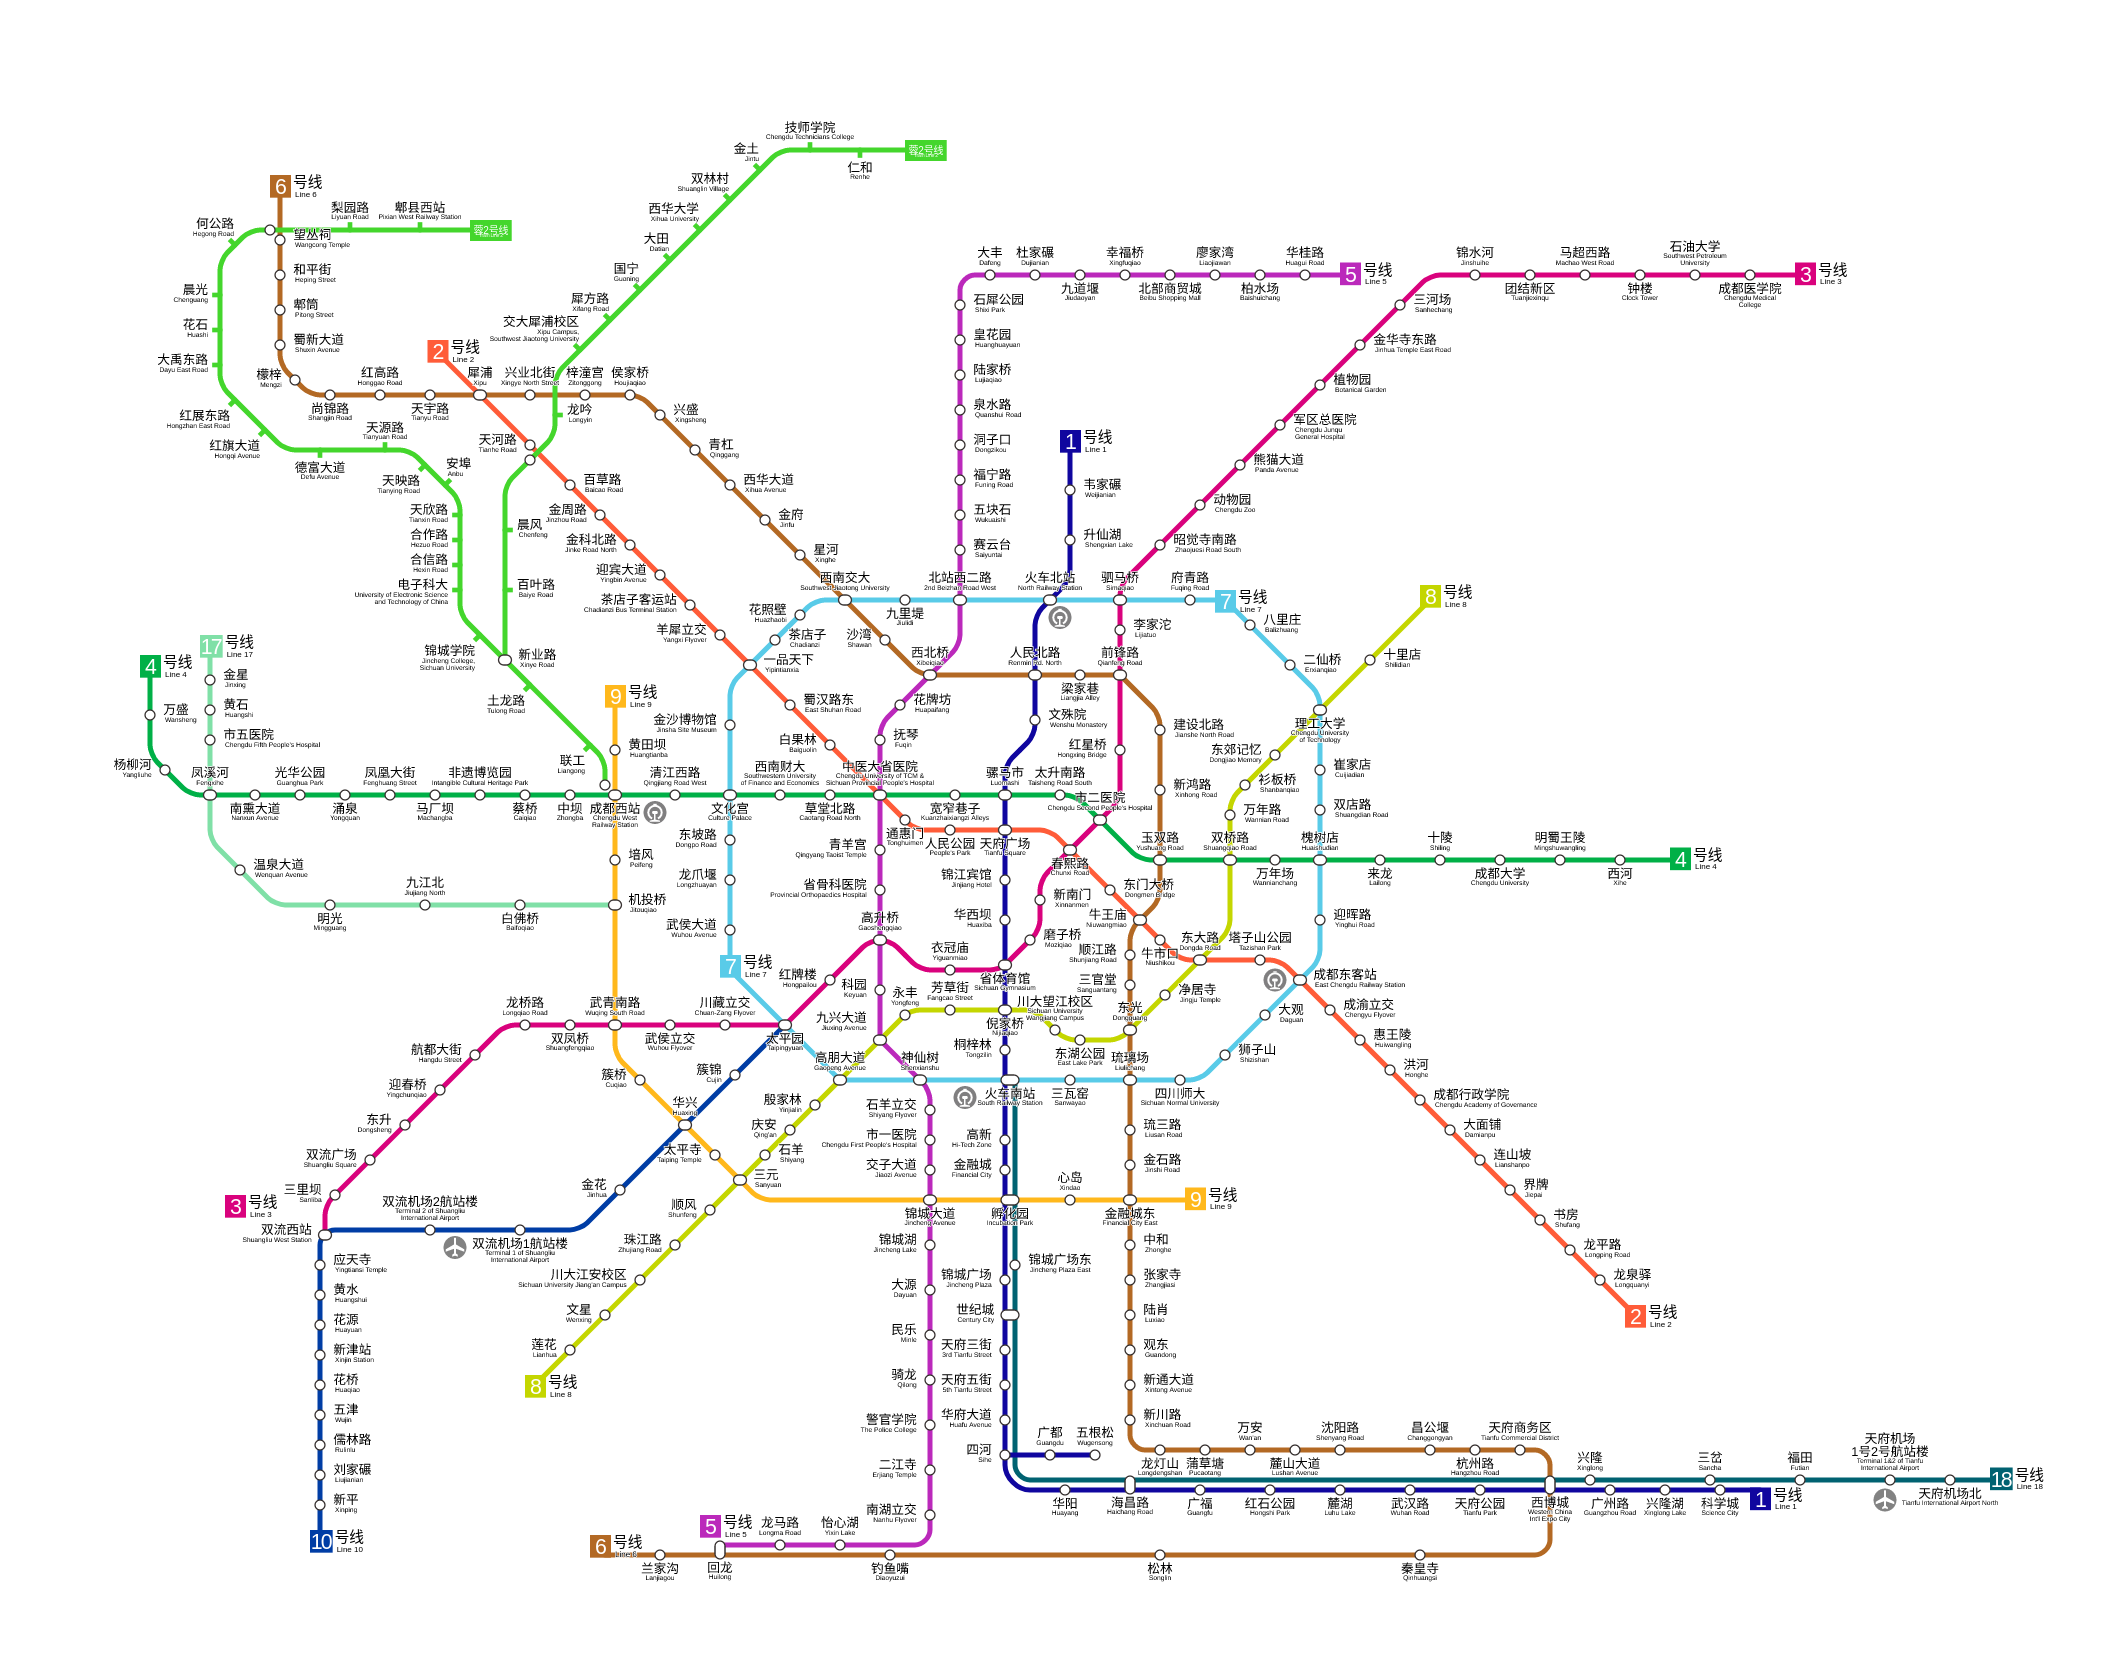 技师学院
Chengdu Technicians College
金土
Jintu
仁和
Renhe
蓉2号线
双林村
Shuanglin Village
西华大学
Xihua University
大田
Datian
国宁
Guoning
犀方路
Xifang Road
交大犀浦校区
Xipu Campus,
Southwest Jiaotong University
6 号线
Line 6
何公路
Hegong Road
梨园路
Liyuan Road
郫县西站
Pixian West Railway Station
蓉2号线
望丛祠
Wangcong Temple
和平街
Heping Street
郫筒
Pitong Street
蜀新大道
Shuxin Avenue
檬梓
Mengzi
尚锦路
Shangjin Road
红高路
Honggao Road
天宇路
Tianyu Road
犀浦
Xipu
兴业北街
Xingye North Street
梓潼宫
Zitonggong
侯家桥
Houjiaqiao
兴盛
Xingsheng
青杠
Qinggang
西华大道
Xihua Avenue
金府
Jinfu
星河
Xinghe
西南交大
Southwest Jiaotong University
沙湾
Shawan
西北桥
Xibeiqiao
晨光
Chenguang
花石
Huashi
大禹东路
Dayu East Road
红展东路
Hongzhan East Road
红旗大道
Hongqi Avenue
德富大道
Defu Avenue
天源路
Tianyuan Road
天映路
Tianying Road
安埠
Anbu
天欣路
Tianxin Road
合作路
Hezuo Road
合信路
Hexin Road
电子科大
University of Electronic Science
and Technology of China
锦城学院
Jincheng College,
Sichuan University
新业路
Xinye Road
土龙路
Tulong Road
联工
Liangong
龙吟
Longyin
晨风
Chenfeng
百叶路
Baiye Road
2 号线
Line 2
天河路
Tianhe Road
百草路
Baicao Road
金周路
Jinzhou Road
金科北路
Jinke Road North
迎宾大道
Yingbin Avenue
茶店子客运站
Chadianzi Bus Terminal Station
羊犀立交
Yangxi Flyover
一品天下
Yipintianxia
蜀汉路东
East Shuhan Road
白果林
Baiguolin
中医大省医院
Chengdu University of TCM &
Sichuan Provincial People's Hospital
通惠门
Tonghuimen
人民公园
People's Park
天府广场
Tianfu Square
春熙路
Chunxi Road
东门大桥
Dongmen Bridge
牛王庙
Niuwangmiao
牛市口
Niushikou
东大路
Dongda Road
塔子山公园
Tazishan Park
成都东客站
East Chengdu Railway Station
成渝立交
Chengyu Flyover
惠王陵
Huiwangling
洪河
Honghe
成都行政学院
Chengdu Academy of Governance
大面铺
Damianpu
连山坡
Lianshanpo
界牌
Jiepai
书房
Shufang
龙平路
Longping Road
龙泉驿
Longquanyi
2 号线
Line 2
大丰
Dafeng
杜家碾
Dujianian
九道堰
Jiudaoyan
幸福桥
Xingfuqiao
北部商贸城
Beibu Shopping Mall
廖家湾
Liaojiawan
柏水场
Baishuichang
华桂路
Huagui Road
5 号线
Line 5
石犀公园
Shixi Park
皇花园
Huanghuayuan
陆家桥
Lujiaqiao
泉水路
Quanshui Road
洞子口
Dongzikou
福宁路
Funing Road
五块石
Wukuaishi
赛云台
Saiyuntai
北站西二路
2nd Beizhan Road West
花牌坊
Huapaifang
抚琴
Fuqin
1 号线
Line 1
韦家碾
Weijianian
升仙湖
Shengxian Lake
火车北站
North Railway Station
人民北路
Renmin Rd. North
文殊院
Wenshu Monastery
骡马市
Luomashi
锦水河
Jinshuihe
团结新区
Tuanjiexinqu
马超西路
Machao West Road
钟楼
Clock Tower
石油大学
Southwest Petroleum
University
成都医学院
Chengdu Medical
College
3 号线
Line 3
三河场
Sanhechang
金华寺东路
Jinhua Temple East Road
植物园
Botanical Garden
军区总医院
Chengdu Junqu
General Hospital
熊猫大道
Panda Avenue
动物园
Chengdu Zoo
昭觉寺南路
Zhaojuesi Road South
驷马桥
Simaqiao
李家沱
Lijiatuo
前锋路
Qianfeng Road
梁家巷
Liangjia Alley
红星桥
Hongxing Bridge
市二医院
Chengdu Second People's Hospital
府青路
Fuqing Road
7 号线
Line 7
八里庄
Balizhuang
二仙桥
Erxianqiao
8 号线
Line 8
十里店
Shilidian
理工大学
Chengdu University
of Technology
花照壁
Huazhaobi
茶店子
Chadianzi
九里堤
Jiulidi
金沙博物馆
Jinsha Site Museum
建设北路
Jianshe North Road
东郊记忆
Dongjiao Memory
新鸿路
Xinhong Road
衫板桥
Shanbanqiao
万年路
Wannian Road
崔家店
Cuijiadian
双店路
Shuangdian Road
4 号线
Line 4
17 号线
Line 17
万盛
Wansheng
杨柳河
Yangliuhe
金星
Jinxing
黄石
Huangshi
市五医院
Chengdu Fifth People's Hospital
凤溪河
Fengxihe
南熏大道
Nanxun Avenue
光华公园
Guanghua Park
涌泉
Yongquan
凤凰大街
Fenghuang Street
马厂坝
Machangba
非遗博览园
Intangible Cultural Heritage Park
蔡桥
Caiqiao
中坝
Zhongba
成都西站
Chengdu West
Railway Station
清江西路
Qingjiang Road West
文化宫
Culture Palace
西南财大
Southwestern University
of Finance and Economics
草堂北路
Caotang Road North
宽窄巷子
Kuanzhaixiangzi Alleys
太升南路
Taisheng Road South
玉双路
Yushuang Road
双桥路
Shuangqiao Road
万年场
Wannianchang
槐树店
Huaishudian
来龙
Lailong
十陵
Shiling
成都大学
Chengdu University
明蜀王陵
Mingshuwangling
西河
Xihe
4 号线
Line 4
9 号线
Line 9
黄田坝
Huangtianba
培风
Peifeng
机投桥
Jitouqiao
温泉大道
Wenquan Avenue
明光
Mingguang
九江北
Jiujiang North
白佛桥
Baifoqiao
东坡路
Dongpo Road
龙爪堰
Longzhuayan
武侯大道
Wuhou Avenue
7 号线
Line 7
青羊宫
Qingyang Taoist Temple
省骨科医院
Provincial Orthopaedics Hospital
高升桥
Gaoshengqiao
锦江宾馆
Jinjiang Hotel
华西坝
Huaxiba
省体育馆
Sichuan Gymnasium
衣冠庙
Yiguanmiao
新南门
Xinnanmen
磨子桥
Moziqiao
顺江路
Shunjiang Road
三官堂
Sanguantang
东光
Dongguang
净居寺
Jingju Temple
迎晖路
Yinghui Road
大观
Daguan
狮子山
Shizishan
四川师大
Sichuan Normal University
琉璃场
Liulichang
三瓦窑
Sanwayao
火车南站
South Railway Station
神仙树
Shenxianshu
高朋大道
Gaopeng Avenue
太平园
Taipingyuan
红牌楼
Hongpailou
科园
Keyuan
九兴大道
Jiuxing Avenue
永丰
Yongfeng
芳草街
Fangcao Street
倪家桥
Nijiaqiao
川大望江校区
Sichuan University
Wangjiang Campus
东湖公园
East Lake Park
桐梓林
Tongzilin
龙桥路
Longqiao Road
双凤桥
Shuangfengqiao
武青南路
Wuqing South Road
武侯立交
Wuhou Flyover
川藏立交
Chuan-Zang Flyover
航都大街
Hangdu Street
迎春桥
Yingchunqiao
东升
Dongsheng
双流广场
Shuangliu Square
三里坝
Sanliba
3 号线
Line 3
双流西站
Shuangliu West Station
簇桥
Cuqiao
簇锦
Cujin
华兴
Huaxing
太平寺
Taiping Temple
三元
Sanyuan
金花
Jinhua
双流机场2航站楼
Terminal 2 of Shuangliu
International Airport
双流机场1航站楼
Terminal 1 of Shuangliu
International Airport
应天寺
Yingtiansi Temple
黄水
Huangshui
花源
Huayuan
新津站
Xinjin Station
花桥
Huaqiao
五津
Wujin
儒林路
Rulinlu
刘家碾
Liujianian
新平
Xinping
10 号线
Line 10
殷家林
Yinjialin
庆安
Qing'an
石羊
Shiyang
顺风
Shunfeng
珠江路
Zhujiang Road
川大江安校区
Sichuan University Jiang'an Campus
文星
Wenxing
莲花
Lianhua
8 号线
Line 8
石羊立交
Shiyang Flyover
市一医院
Chengdu First People's Hospital
交子大道
Jiaozi Avenue
锦城大道
Jincheng Avenue
锦城湖
Jincheng Lake
大源
Dayuan
民乐
Minle
骑龙
Qilong
警官学院
The Police College
二江寺
Erjiang Temple
南湖立交
Nanhu Flyover
怡心湖
Yixin Lake
龙马路
Longma Road
5 号线
Line 5
回龙
Huilong
高新
Hi-Tech Zone
金融城
Financial City
孵化园
Incubation Park
心岛
Xindao
金融城东
Financial City East
9 号线
Line 9
锦城广场东
Jincheng Plaza East
锦城广场
Jincheng Plaza
世纪城
Century City
天府三街
3rd Tianfu Street
天府五街
5th Tianfu Street
华府大道
Huafu Avenue
四河
Sihe
广都
Guangdu
五根松
Wugensong
琉三路
Liusan Road
金石路
Jinshi Road
中和
Zhonghe
张家寺
Zhangjiasi
陆肖
Luxiao
观东
Guandong
新通大道
Xintong Avenue
新川路
Xinchuan Road
龙灯山
Longdengshan
蒲草塘
Pucaotang
万安
Wan'an
麓山大道
Lushan Avenue
沈阳路
Shenyang Road
昌公堰
Changgongyan
杭州路
Hangzhou Road
天府商务区
Tianfu Commercial District
华阳
Huayang
海昌路
Haichang Road
广福
Guangfu
红石公园
Hongshi Park
麓湖
Luhu Lake
武汉路
Wuhan Road
天府公园
Tianfu Park
西博城
Western China
Int'l Expo City
广州路
Guangzhou Road
兴隆湖
Xinglong Lake
科学城
Science City
1 号线
Line 1
兴隆
Xinglong
三岔
Sancha
福田
Futian
天府机场
1号2号航站楼
Terminal 1&2 of Tianfu
International Airport
天府机场北
Tianfu International Airport North
18 号线
Line 18
6 号线
Line 6
兰家沟
Lanjiagou
钓鱼嘴
Diaoyuzui
松林
Songlin
秦皇寺
Qinhuangsi